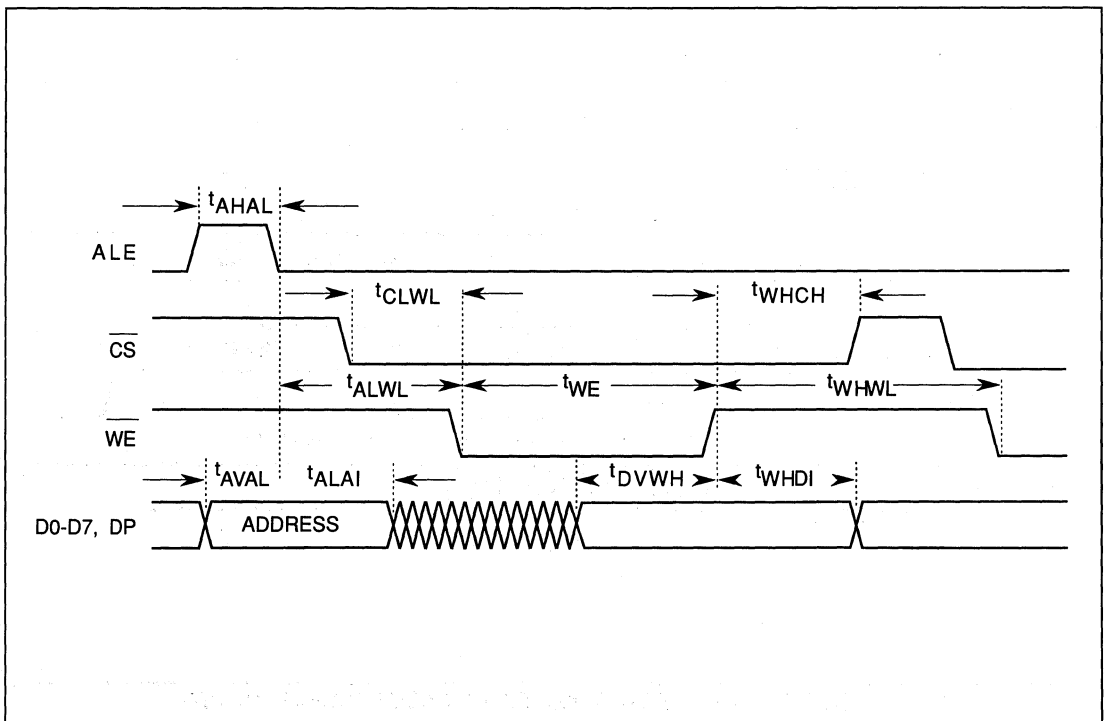 tAHAL
ALE
tCLWL
tWHCH
CS
tALWL
tWE
tWHWL
WE
tAVAL
tALAI
tDVWH
tWHDI
D0-D7, DP
ADDRESS